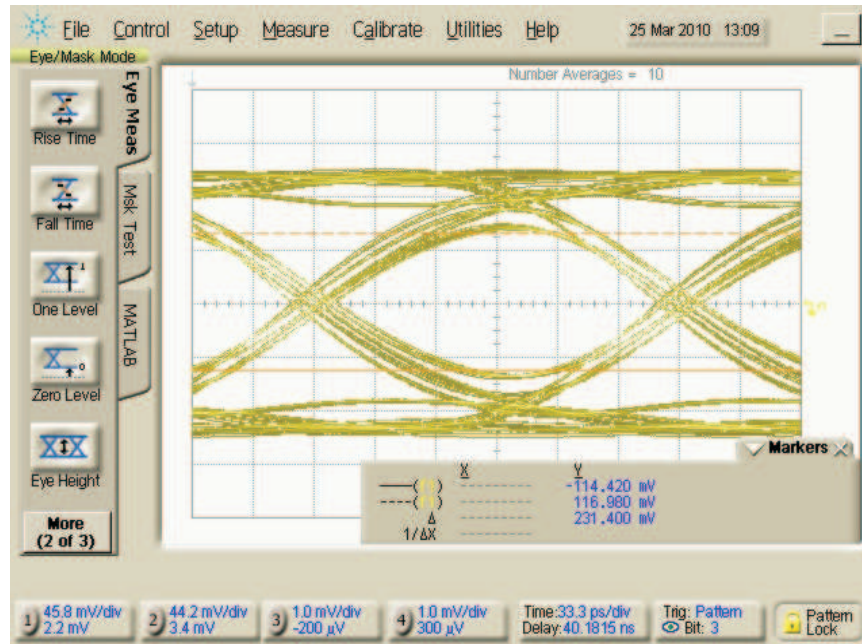 File Control Setup Measure Calibrate Utilities Help 25 Mar 2010 13:09
Eye/Mask Mode
Number Averages = 10
Eye Meas
Msk Test
MATLAB
Rise Time
Fall Time
One Level
Zero Level
Eye Height
More
(2 of 3)
Markers
X Y
-114.420 mV
116.980 mV
Δ 231.400 mV
1/ΔX
1) 45.8 mV/div
2.2 mV
2) 44.2 mV/div
3.4 mV
3) 1.0 mV/div
-200 µV
4) 1.0 mV/div
300 µV
Time:33.3 ps/div
Delay:40.1815 ns
Trig: Pattern
Bit: 3
Pattern
Lock